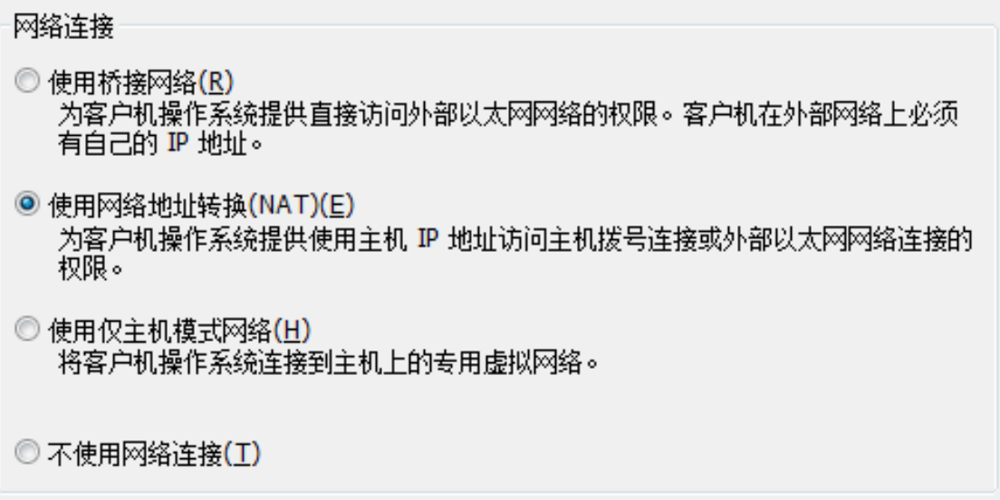 网络连接
使用桥接网络(R)
为客户机操作系统提供直接访问外部以太网网络的权限。客户机在外部网络上必须
有自己的 IP 地址。
使用网络地址转换(NAT)(E)
为客户机操作系统提供使用主机 IP 地址访问主机拨号连接或外部以太网网络连接的
权限。
使用仅主机模式网络(H)
将客户机操作系统连接到主机上的专用虚拟网络。
不使用网络连接(T)